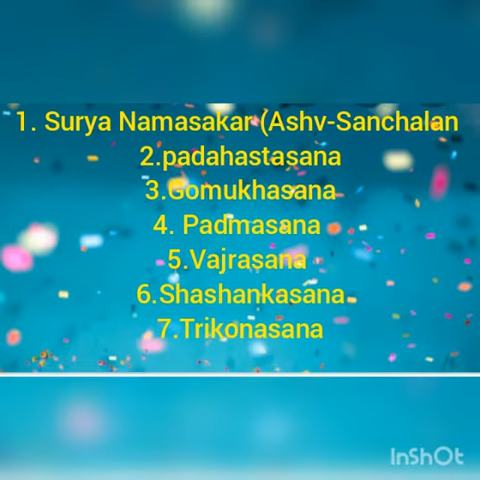 1. Surya Namasakar (Ashv-Sanchalan
2.padahastasana
3.Gomukhasana
4. Padmasana
5.Vajrasana
6.Shashankasana
7.Trikonasana
InShOt